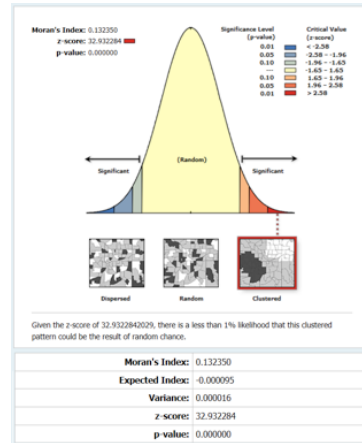 Moran's Index: 0.132350
z-score: 32.932284
p-value: 0.000000
Significance Level
(p-value)
Critical Value
(z-score)
0.01 < -2.58
0.05 -2.58 - -1.96
0.10 -1.96 - -1.65
--- -1.65 - 1.65
0.10 1.65 - 1.96
0.05 1.96 - 2.58
0.01 > 2.58
(Random)
Significant
Significant
Dispersed
Random
Clustered
Given the z-score of 32.9322842029, there is a less than 1% likelihood that this clustered
pattern could be the result of random chance.
Moran's Index: 0.132350
Expected Index: -0.000095
Variance: 0.000016
z-score: 32.932284
p-value: 0.000000